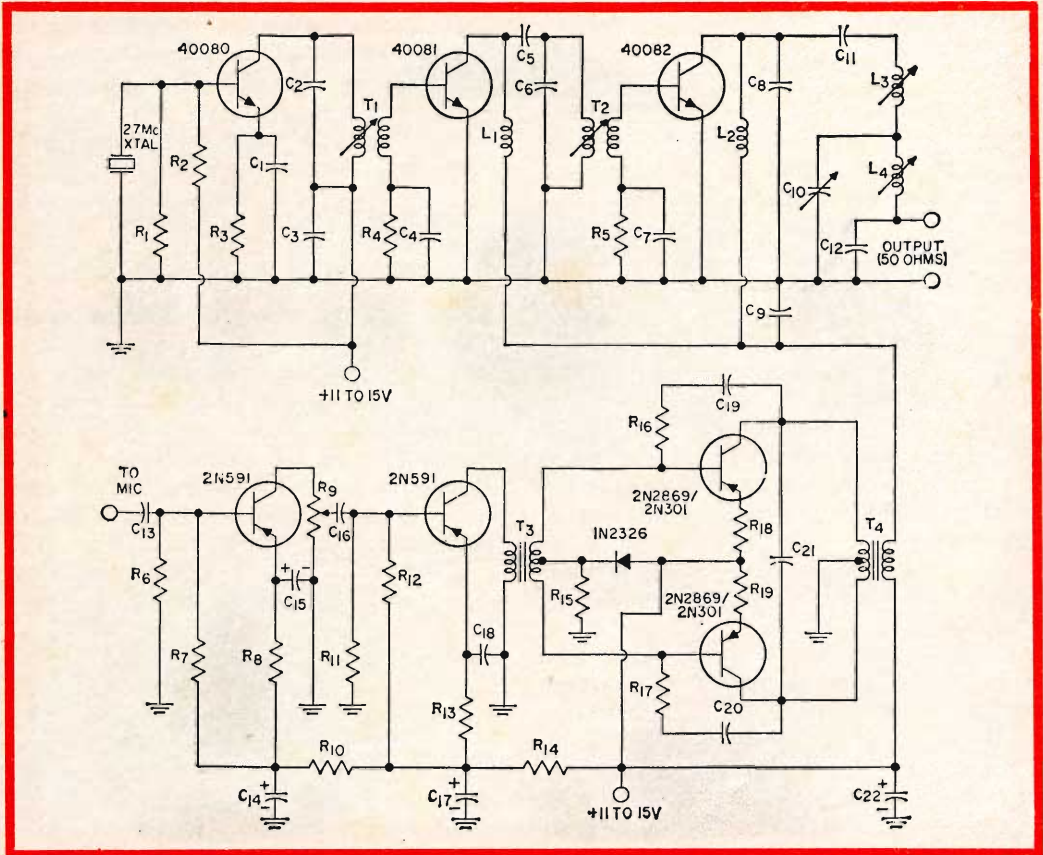 40080
40081
40082
C5
C11
C2
C6
C8
L3
T1
T2
27Mc
XTAL
R2
C1
L1
L2
C10
L4
R1
R3
C3
R4
C4
R5
C7
C12
OUTPUT
(50 OHMS)
C9
+11 TO 15V
C19
R16
TO
MIC
2N591
R9
2N591
2N2869/
2N301
C13
C16
T3
1N2326
R18
T4
C21
R6
+ -
C15
R12
R15
R19
2N2869/
2N301
R7
R8
R11
C18
R17
R13
C20
R10
R14
+
C14
-
+
C17
-
+11 TO 15V
+
C22
-